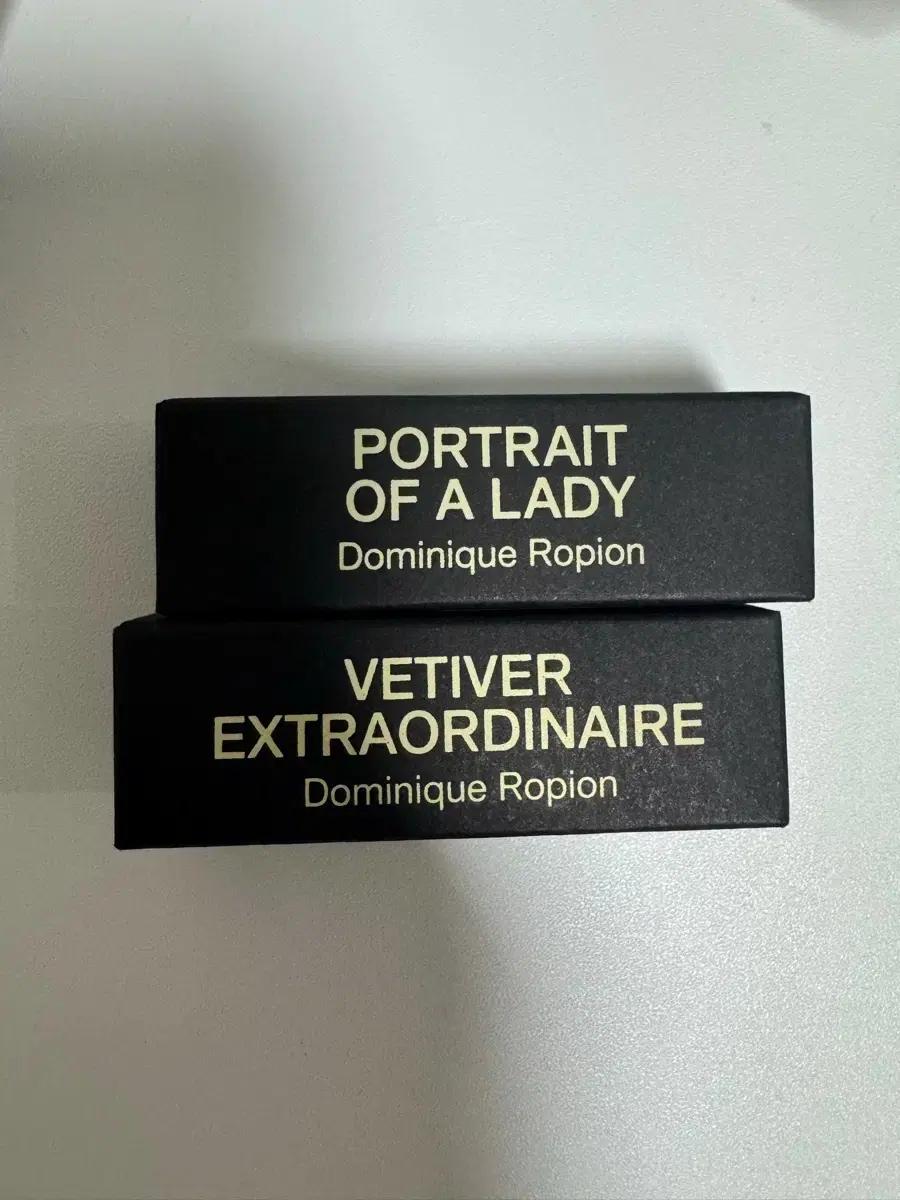 PORTRAIT
OF A LADY
Dominique Ropion
VETIVER
EXTRAORDINAIRE
Dominique Ropion